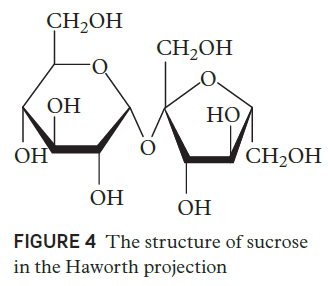 CH₂OH
CH₂OH
O
O
OH
HO
OH
O
CH₂OH
OH
OH
FIGURE 4 The structure of sucrose
in the Haworth projection